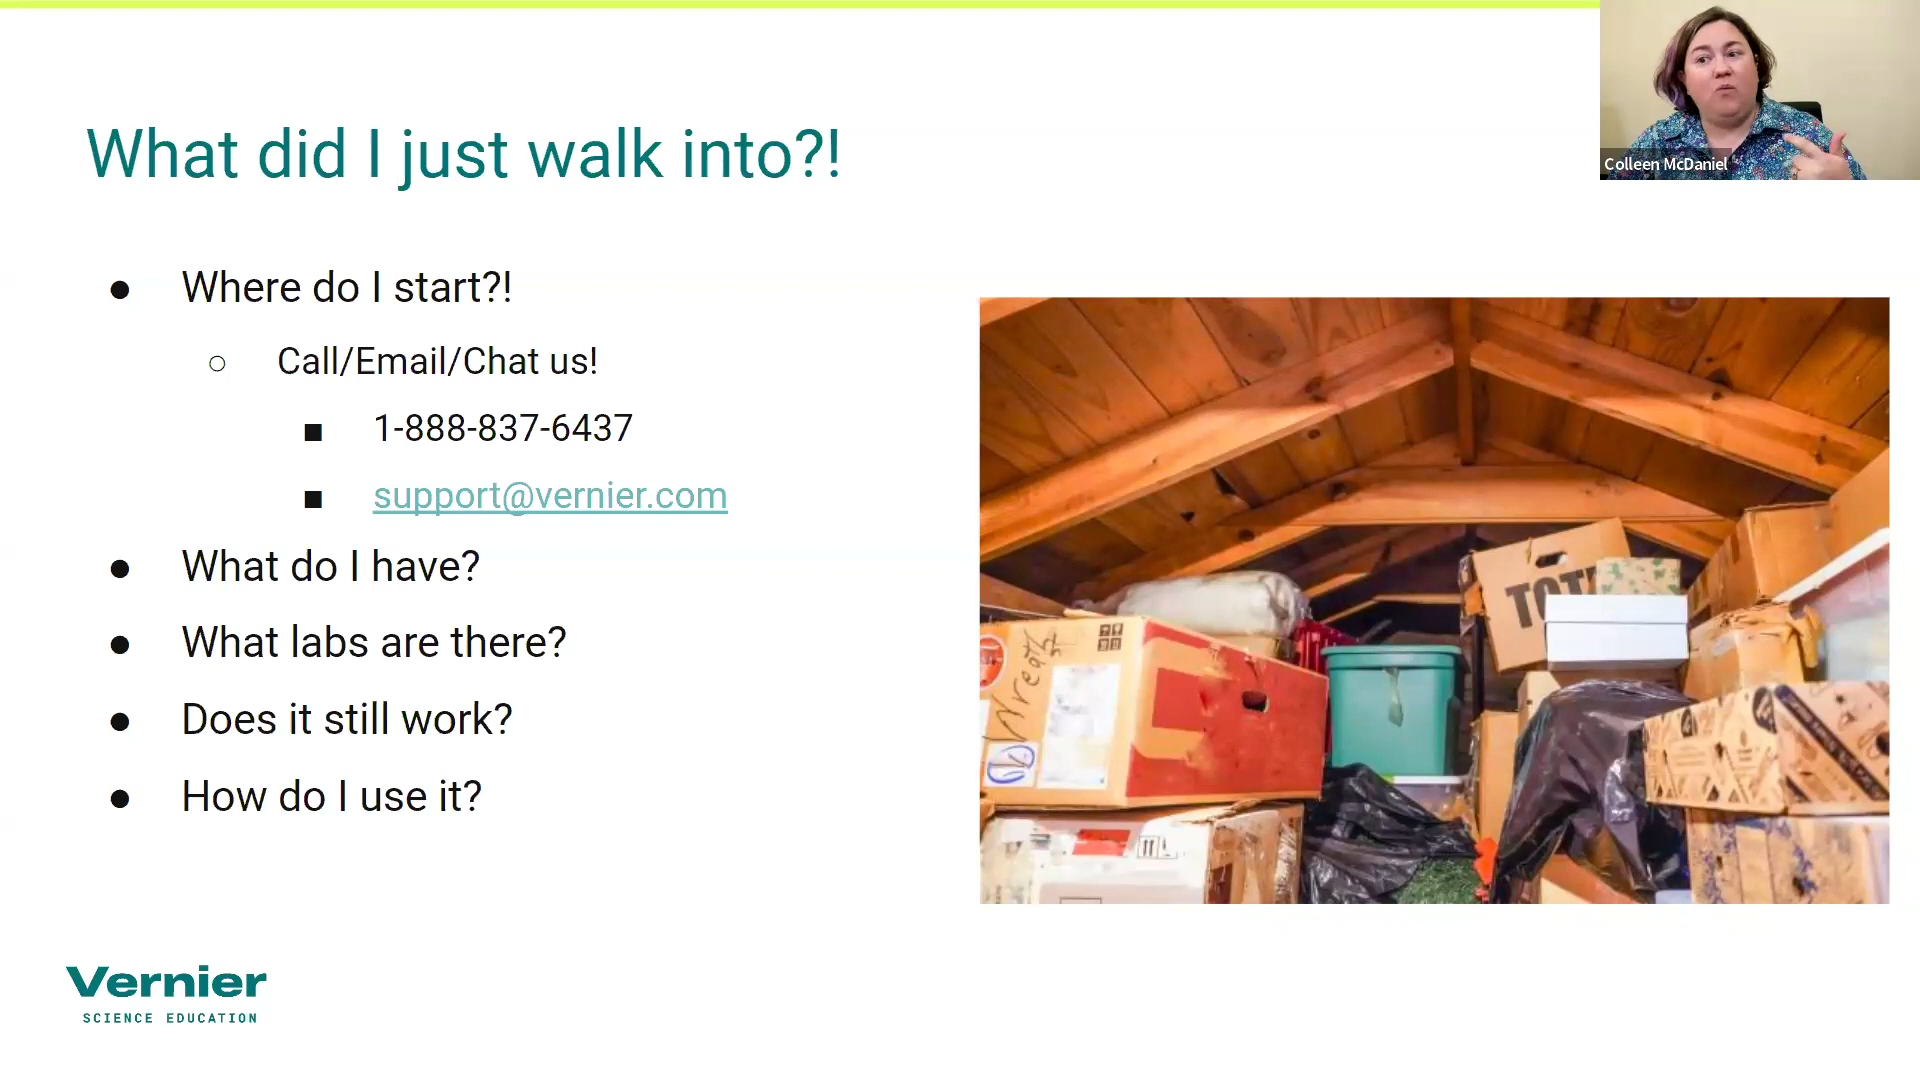 What did I just walk into?!
Colleen McDaniel
● Where do I start?!
○ Call/Email/Chat us!
■ 1-888-837-6437
■ support@vernier.com
● What do I have?
● What labs are there?
● Does it still work?
● How do I use it?
Wreath
Vernier
SCIENCE EDUCATION